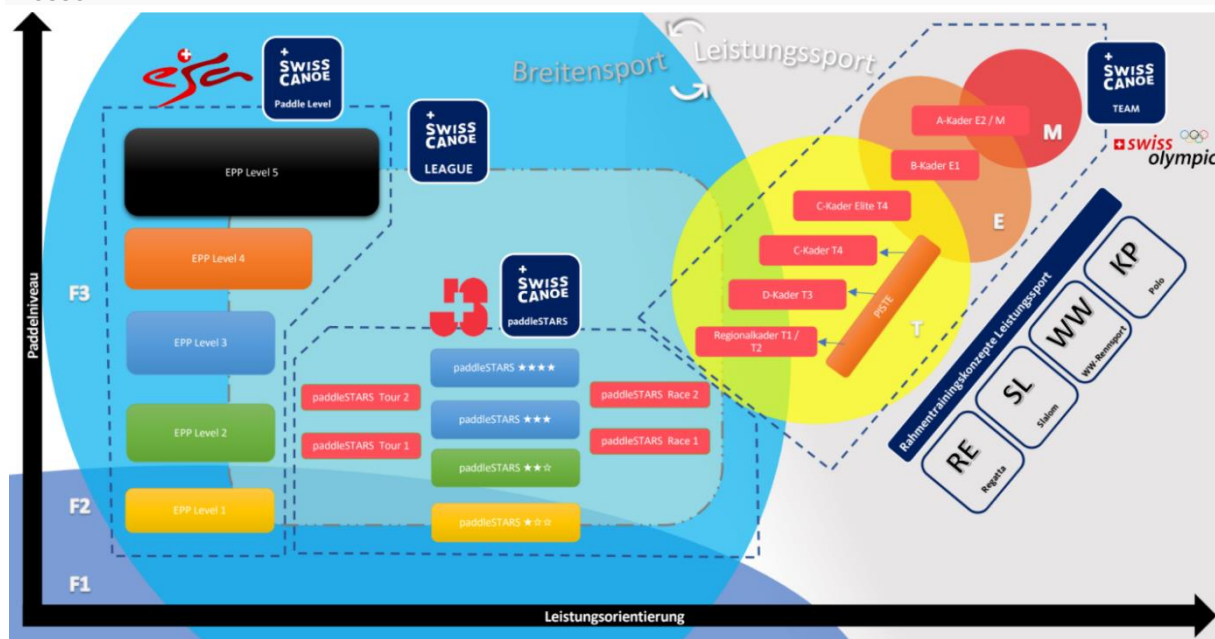 Breitensport
Leistungssport
SWISS
CANOE
Paddle Level
SWISS
CANOE
LEAGUE
SWISS
CANOE
TEAM
swiss
olympic
EPP Level 5
EPP Level 4
EPP Level 3
EPP Level 2
EPP Level 1
F3
F2
F1
Paddelniveau
SWISS
CANOE
paddleSTARS
paddleSTARS ★★★★
paddleSTARS ★★★
paddleSTARS ★★☆
paddleSTARS ★☆☆
paddleSTARS Tour 2
paddleSTARS Tour 1
paddleSTARS Race 2
paddleSTARS Race 1
A-Kader E2 / M
B-Kader E1
C-Kader Elite T4
C-Kader T4
D-Kader T3
Regionalkader T1 /
T2
PISTE
M
E
T
Rahmentrainingskonzepte Leistungssport
KP
Polo
WW
WW-Rennsport
SL
Slalom
RE
Regatta
Leistungsorientierung